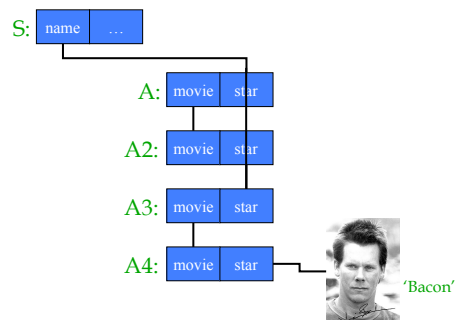 S: name …
A: movie star
A2: movie star
A3: movie star
A4: movie star
'Bacon'